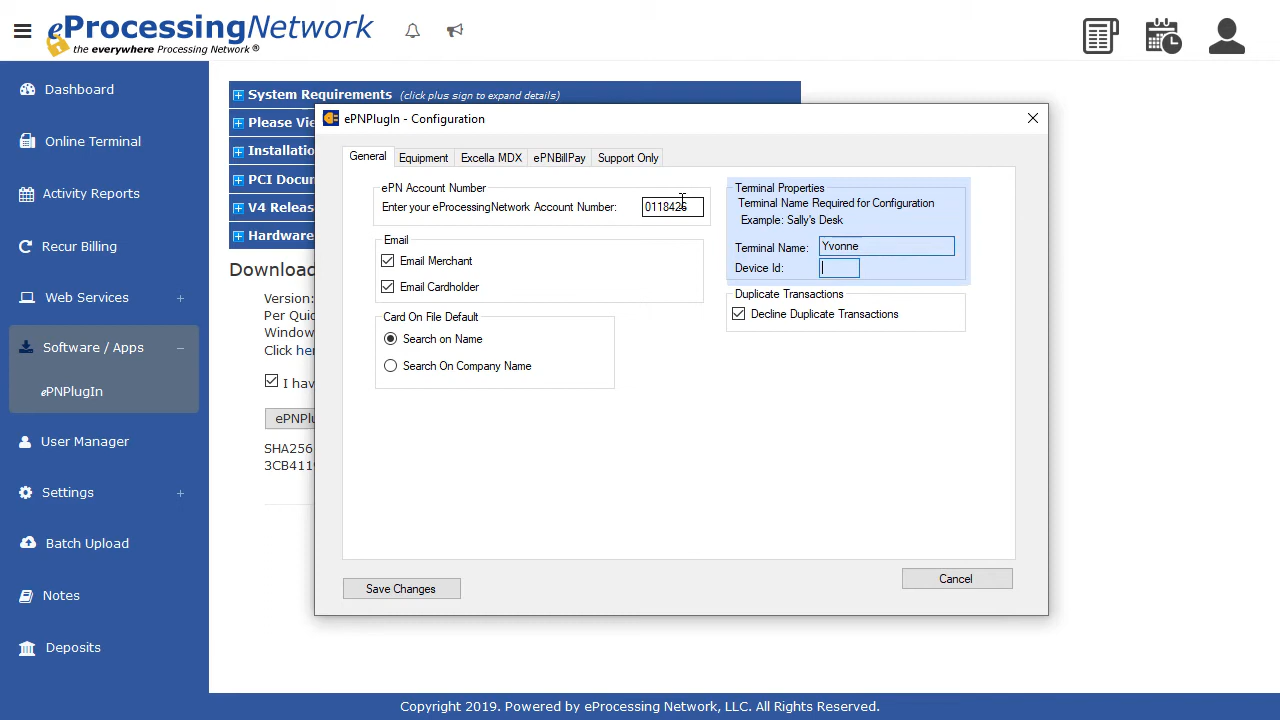 eProcessingNetwork
the everywhere Processing Network ®
Dashboard
Online Terminal
Activity Reports
Recur Billing
Web Services +
Software / Apps −
ePNPlugIn
User Manager
Settings +
Batch Upload
Notes
Deposits
System Requirements (click plus sign to expand details)
Please Vie
Installatio
PCI Docum
V4 Releas
Hardware
Download
Version:
Per Quic
Window
Click her
I hav
ePNPlu
SHA256
3CB4119
ePNPlugIn - Configuration
General Equipment Excella MDX ePNBillPay Support Only
ePN Account Number
Enter your eProcessingNetwork Account Number: 0118426
Email
Email Merchant
Email Cardholder
Card On File Default
Search on Name
Search On Company Name
Terminal Properties
Terminal Name Required for Configuration
Example: Sally's Desk
Terminal Name: Yvonne
Device Id:
Duplicate Transactions
Decline Duplicate Transactions
Save Changes
Cancel
Copyright 2019. Powered by eProcessing Network, LLC. All Rights Reserved.